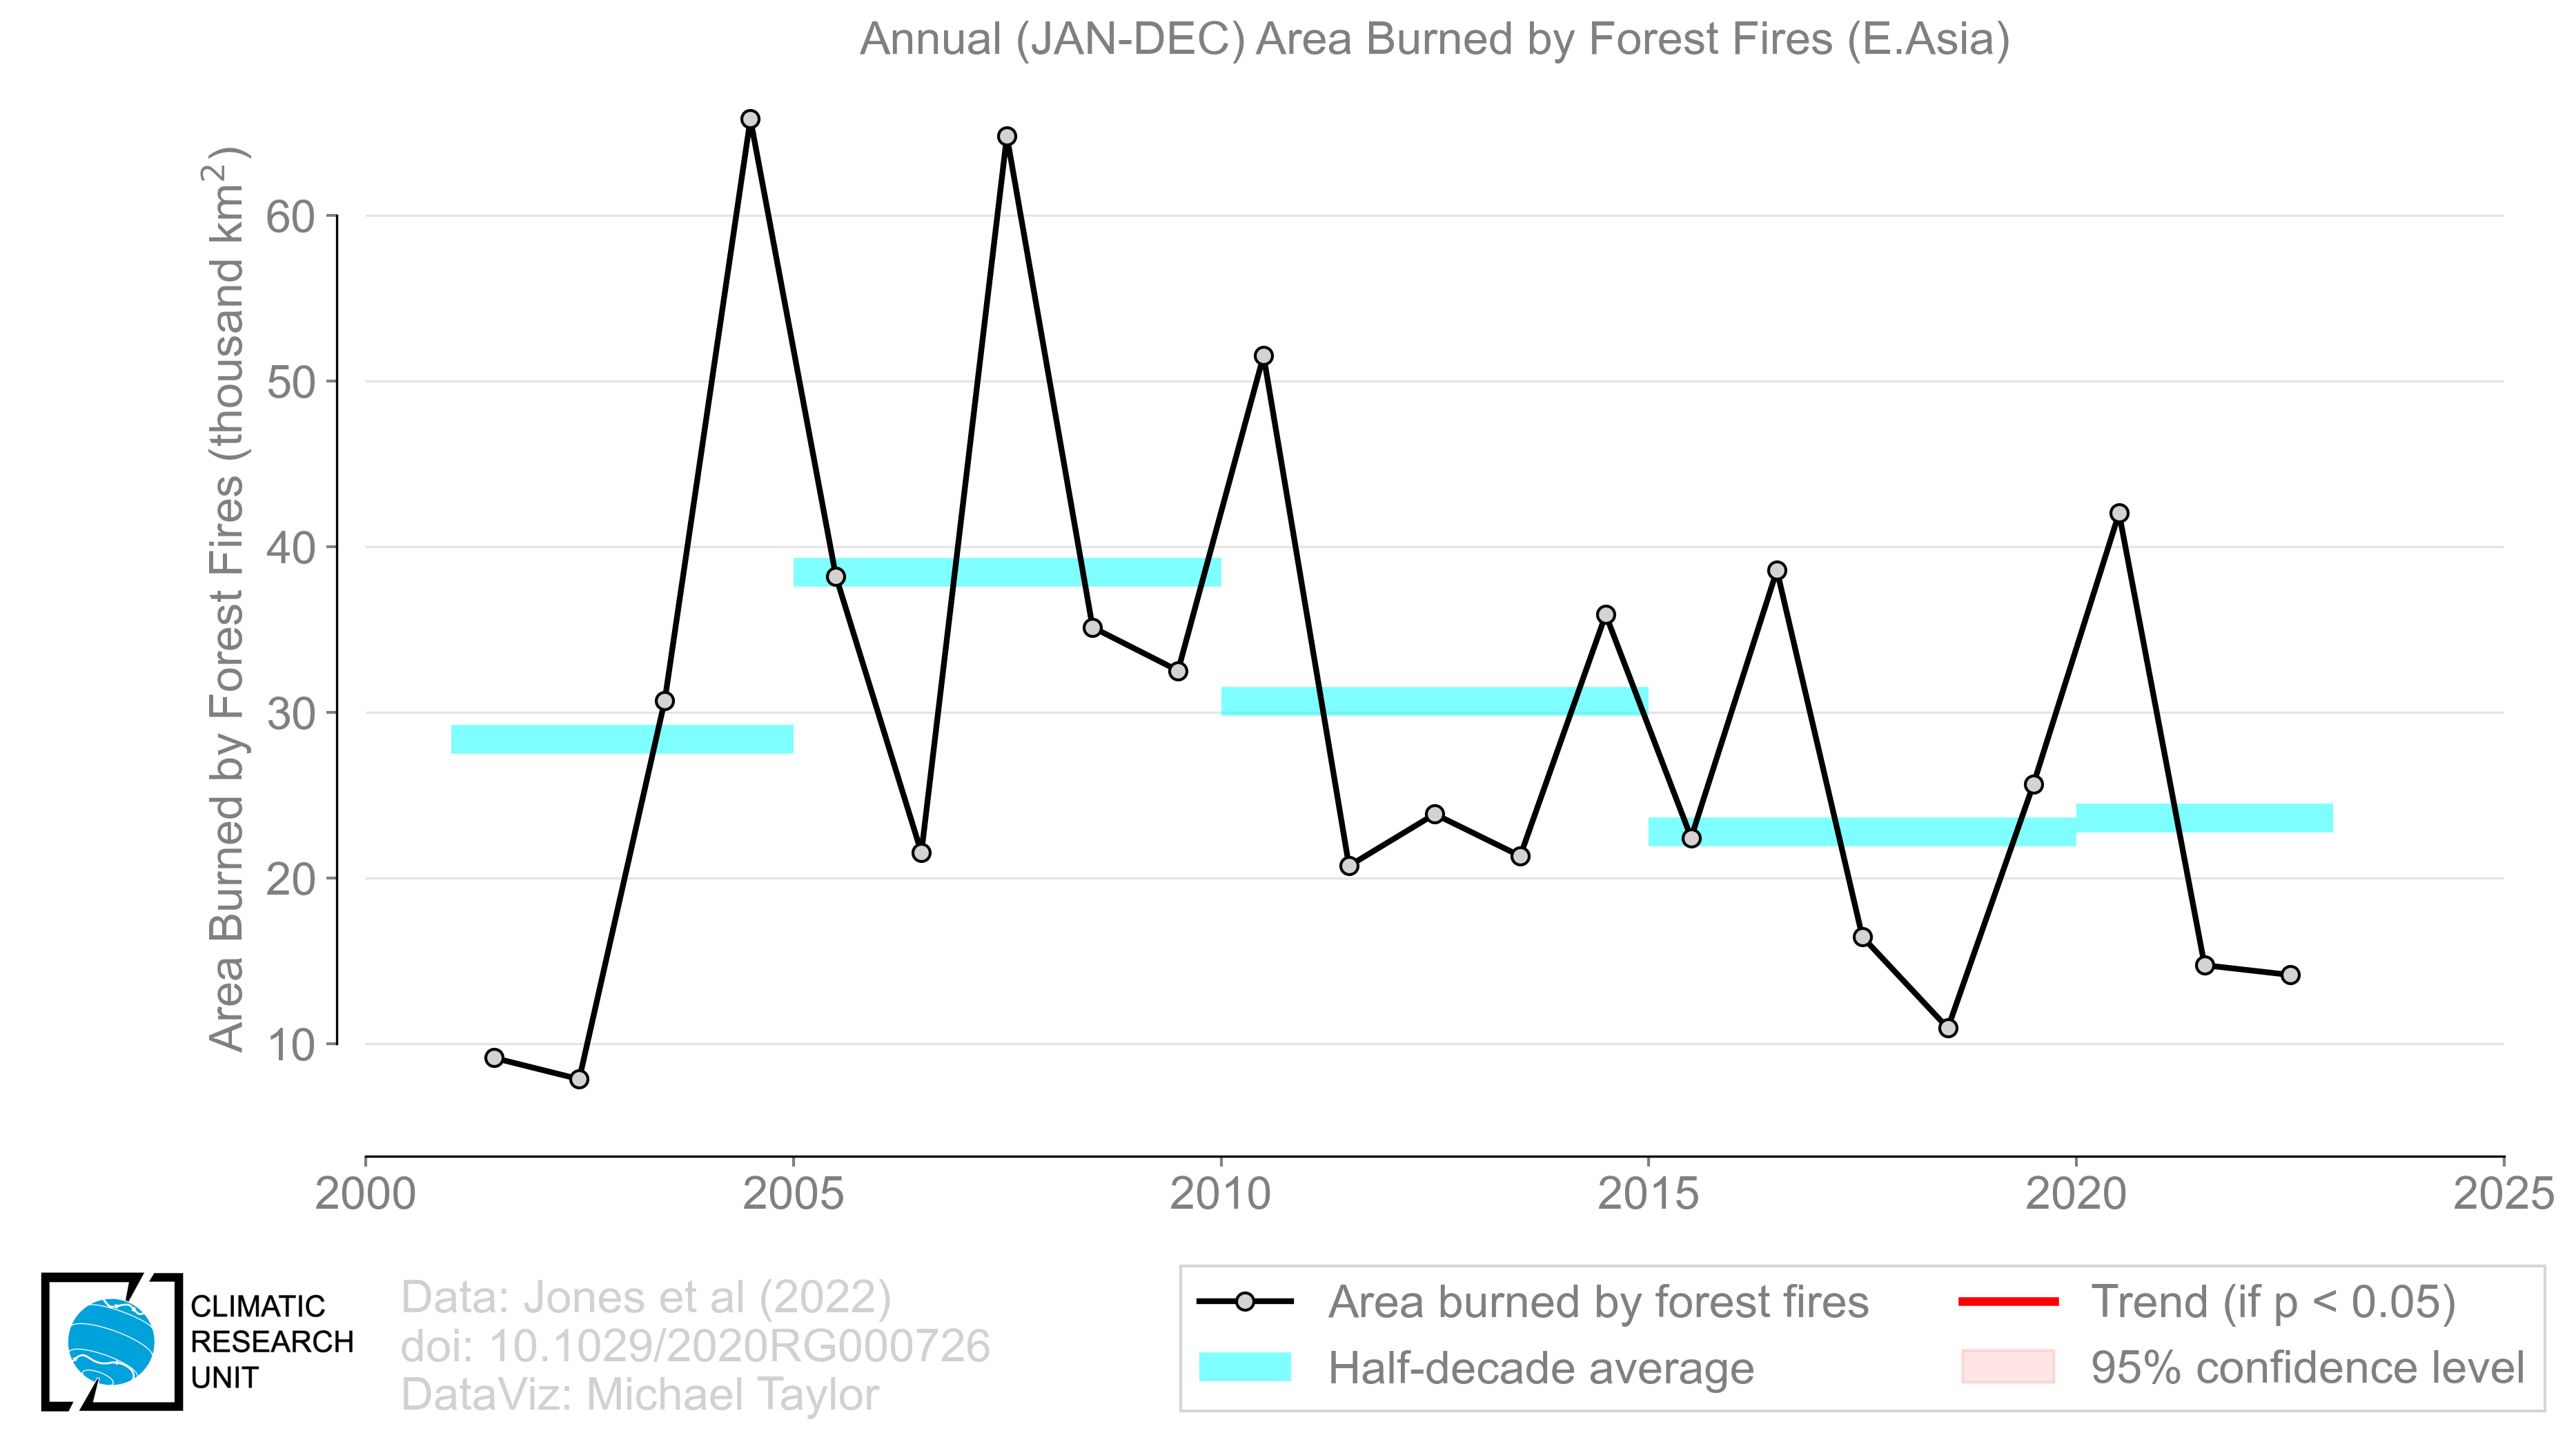 Annual (JAN-DEC) Area Burned by Forest Fires (E.Asia)
Area Burned by Forest Fires (thousand km²)
60
50
40
30
20
10
2000 2005 2010 2015 2020 2025
CLIMATIC
RESEARCH
UNIT
Data: Jones et al (2022)
doi: 10.1029/2020RG000726
DataViz: Michael Taylor
Area burned by forest fires
Half-decade average
Trend (if p < 0.05)
95% confidence level